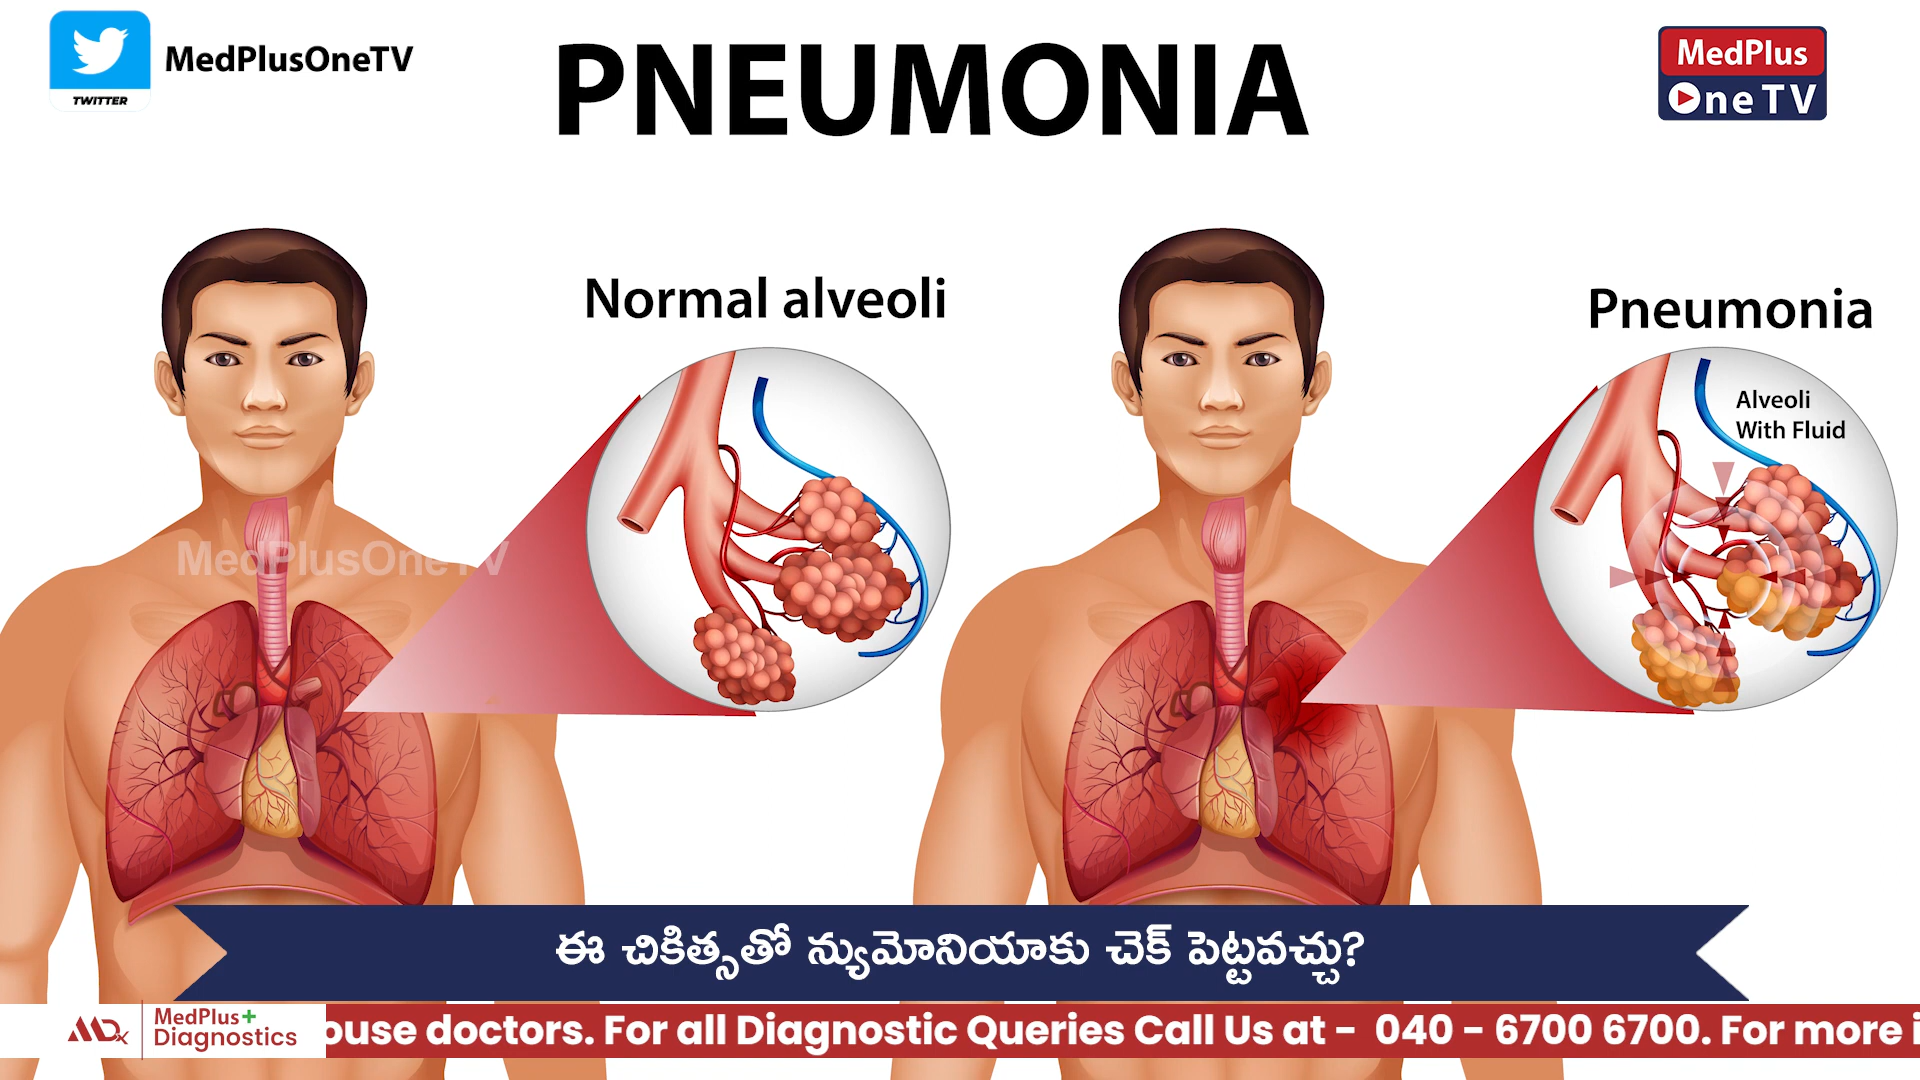 TWITTER
MedPlusOneTV
PNEUMONIA
MedPlus
One TV
Normal alveoli
Pneumonia
Alveoli
With Fluid
MedPlusOneTV
ఈ చికిత్సతో న్యుమోనియాకు చెక్ పెట్టవచ్చు?
MDx
MedPlus+
Diagnostics
ouse doctors. For all Diagnostic Queries Call Us at - 040 - 6700 6700. For more i